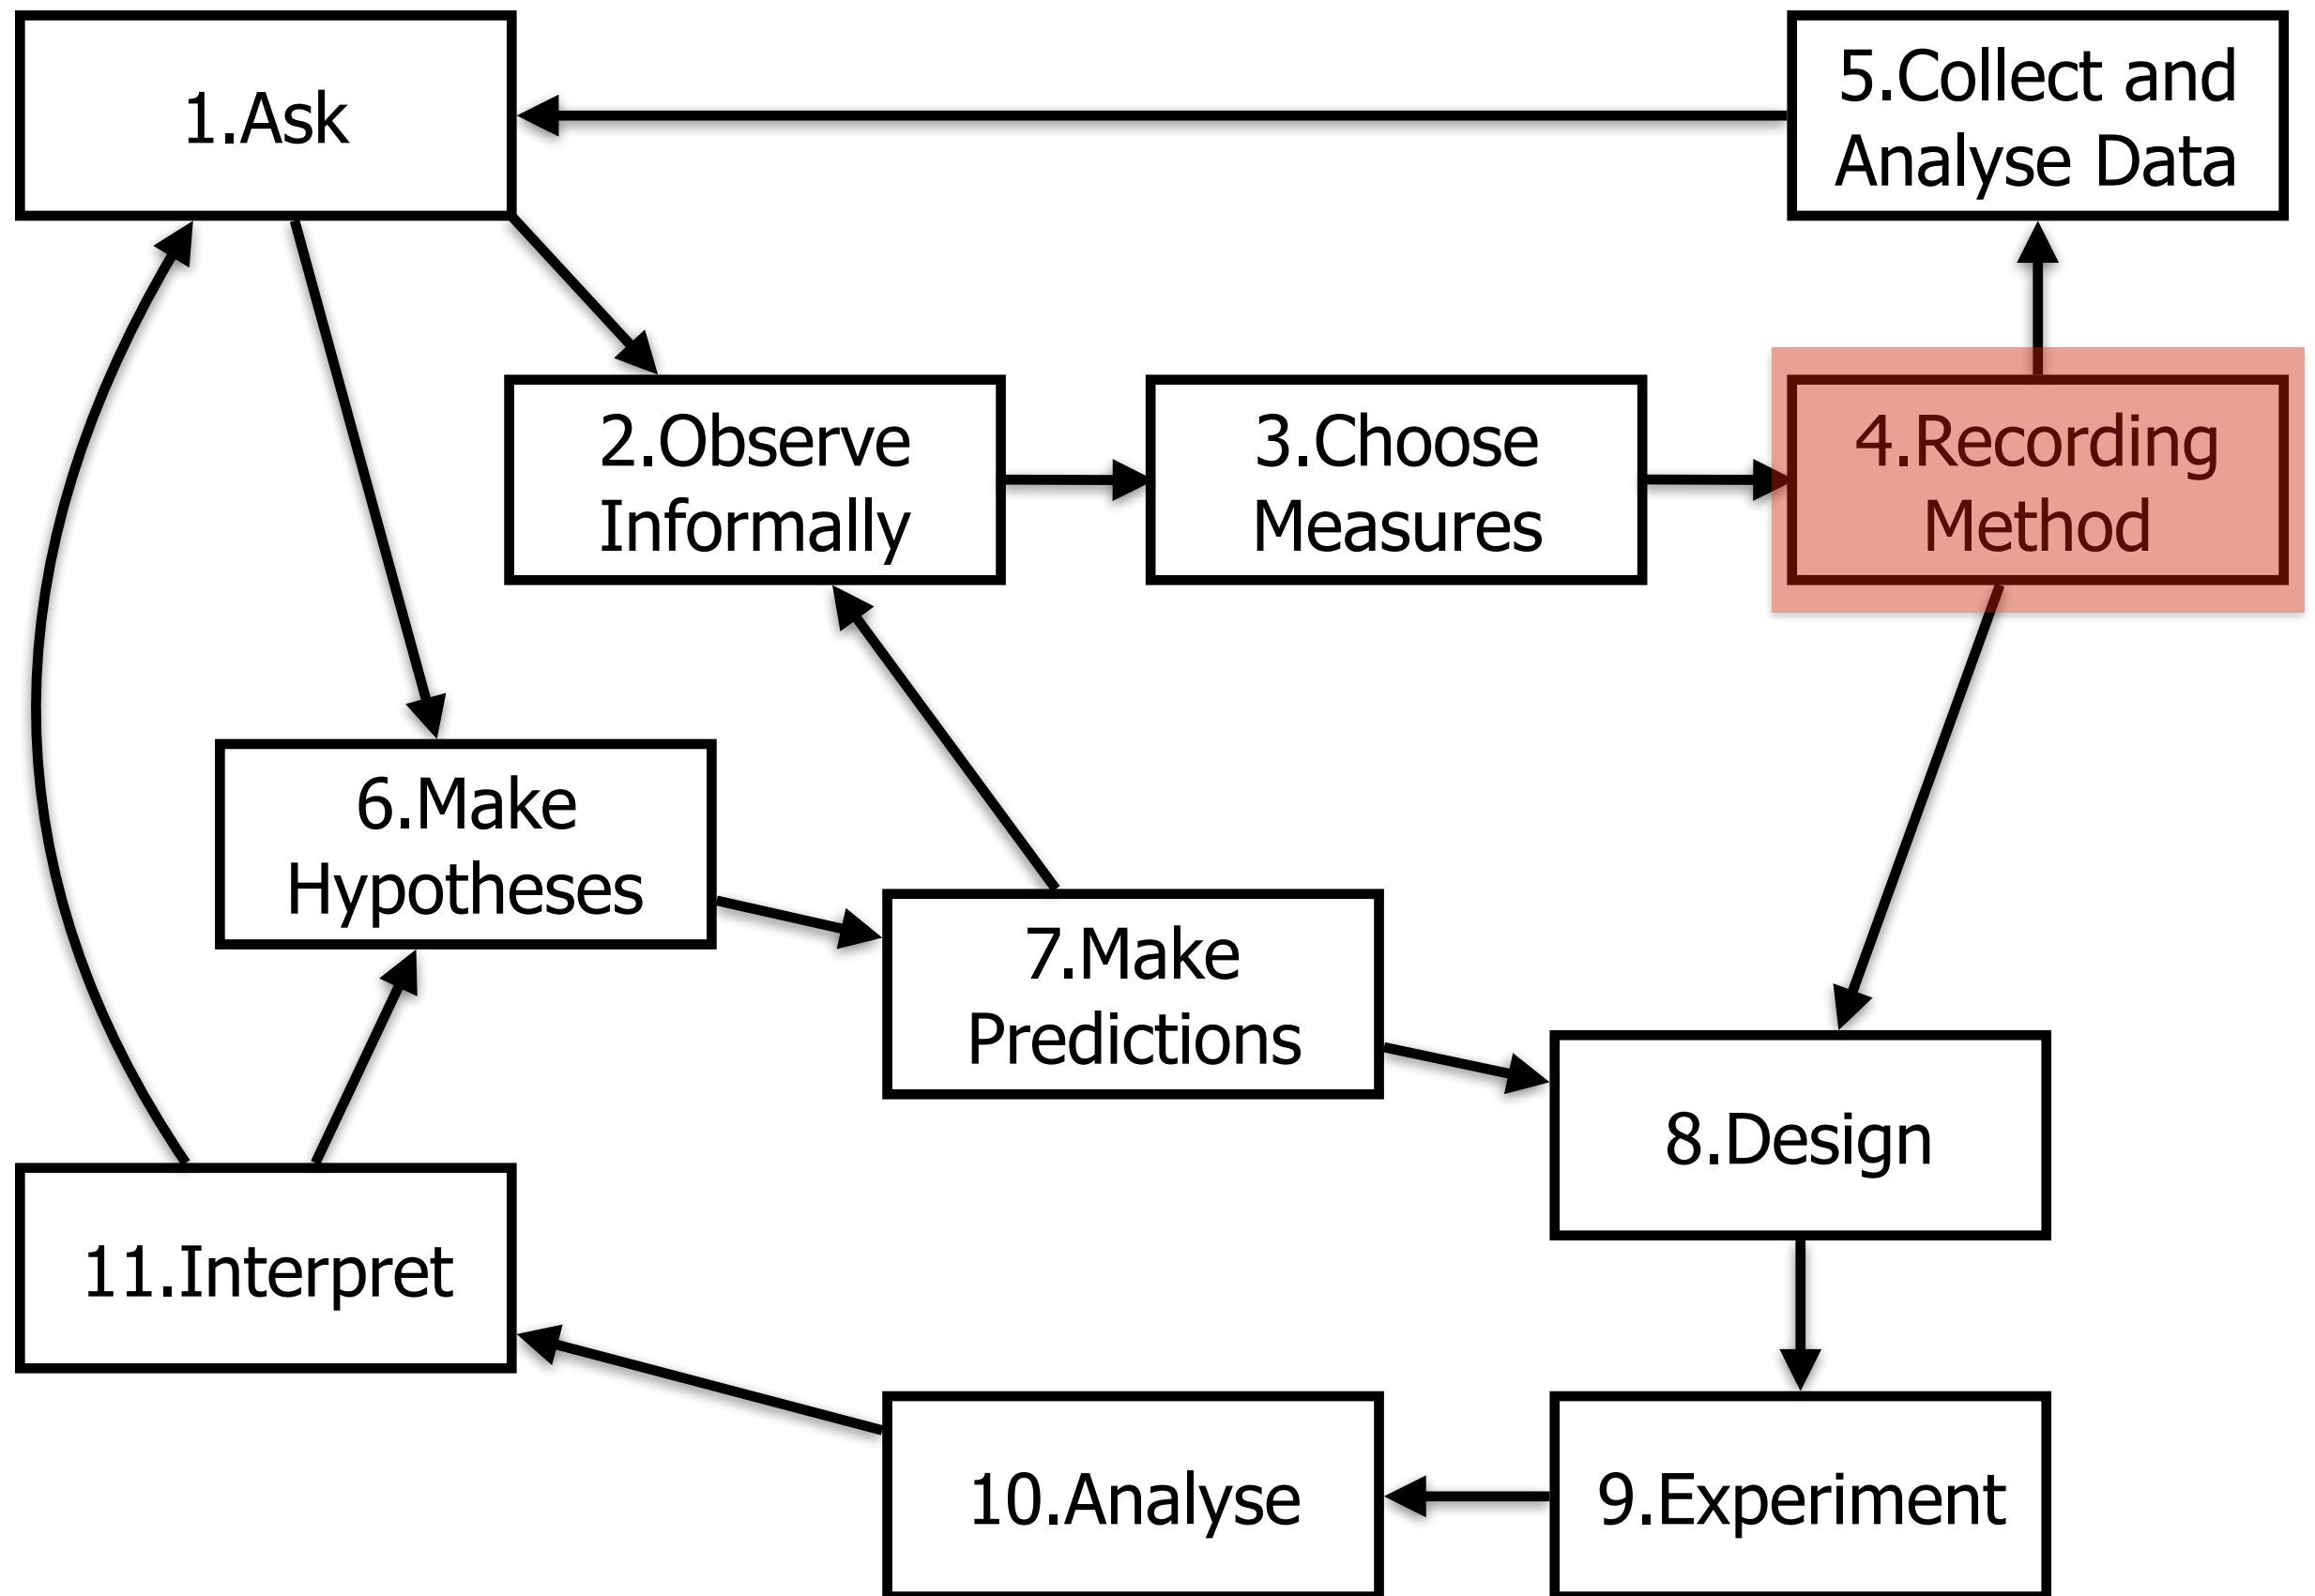 1.Ask
5.Collect and
Analyse Data
2.Observe
Informally
3.Choose
Measures
4.Recording
Method
6.Make
Hypotheses
7.Make
Predictions
8.Design
11.Interpret
10.Analyse
9.Experiment